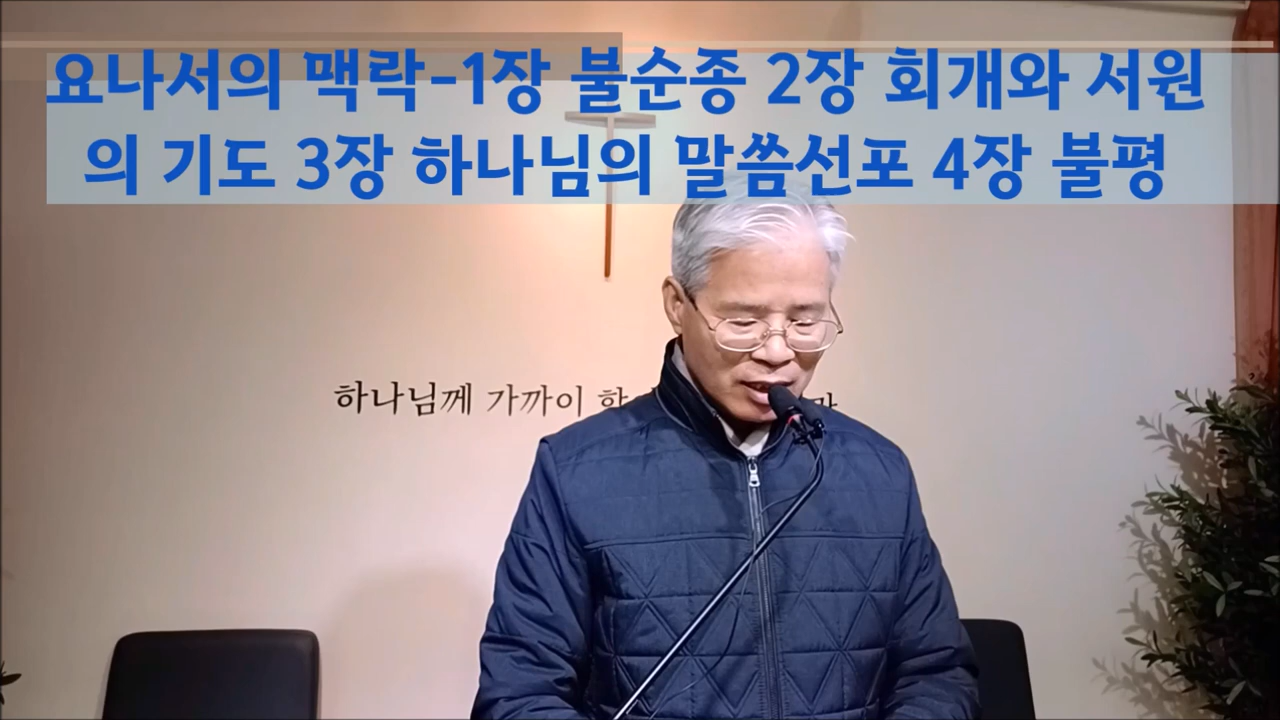 요나서의 맥락-1장 불순종 2장 회개와 서원
의 기도 3장 하나님의 말씀선포 4장 불평
하나님께 가까이 함